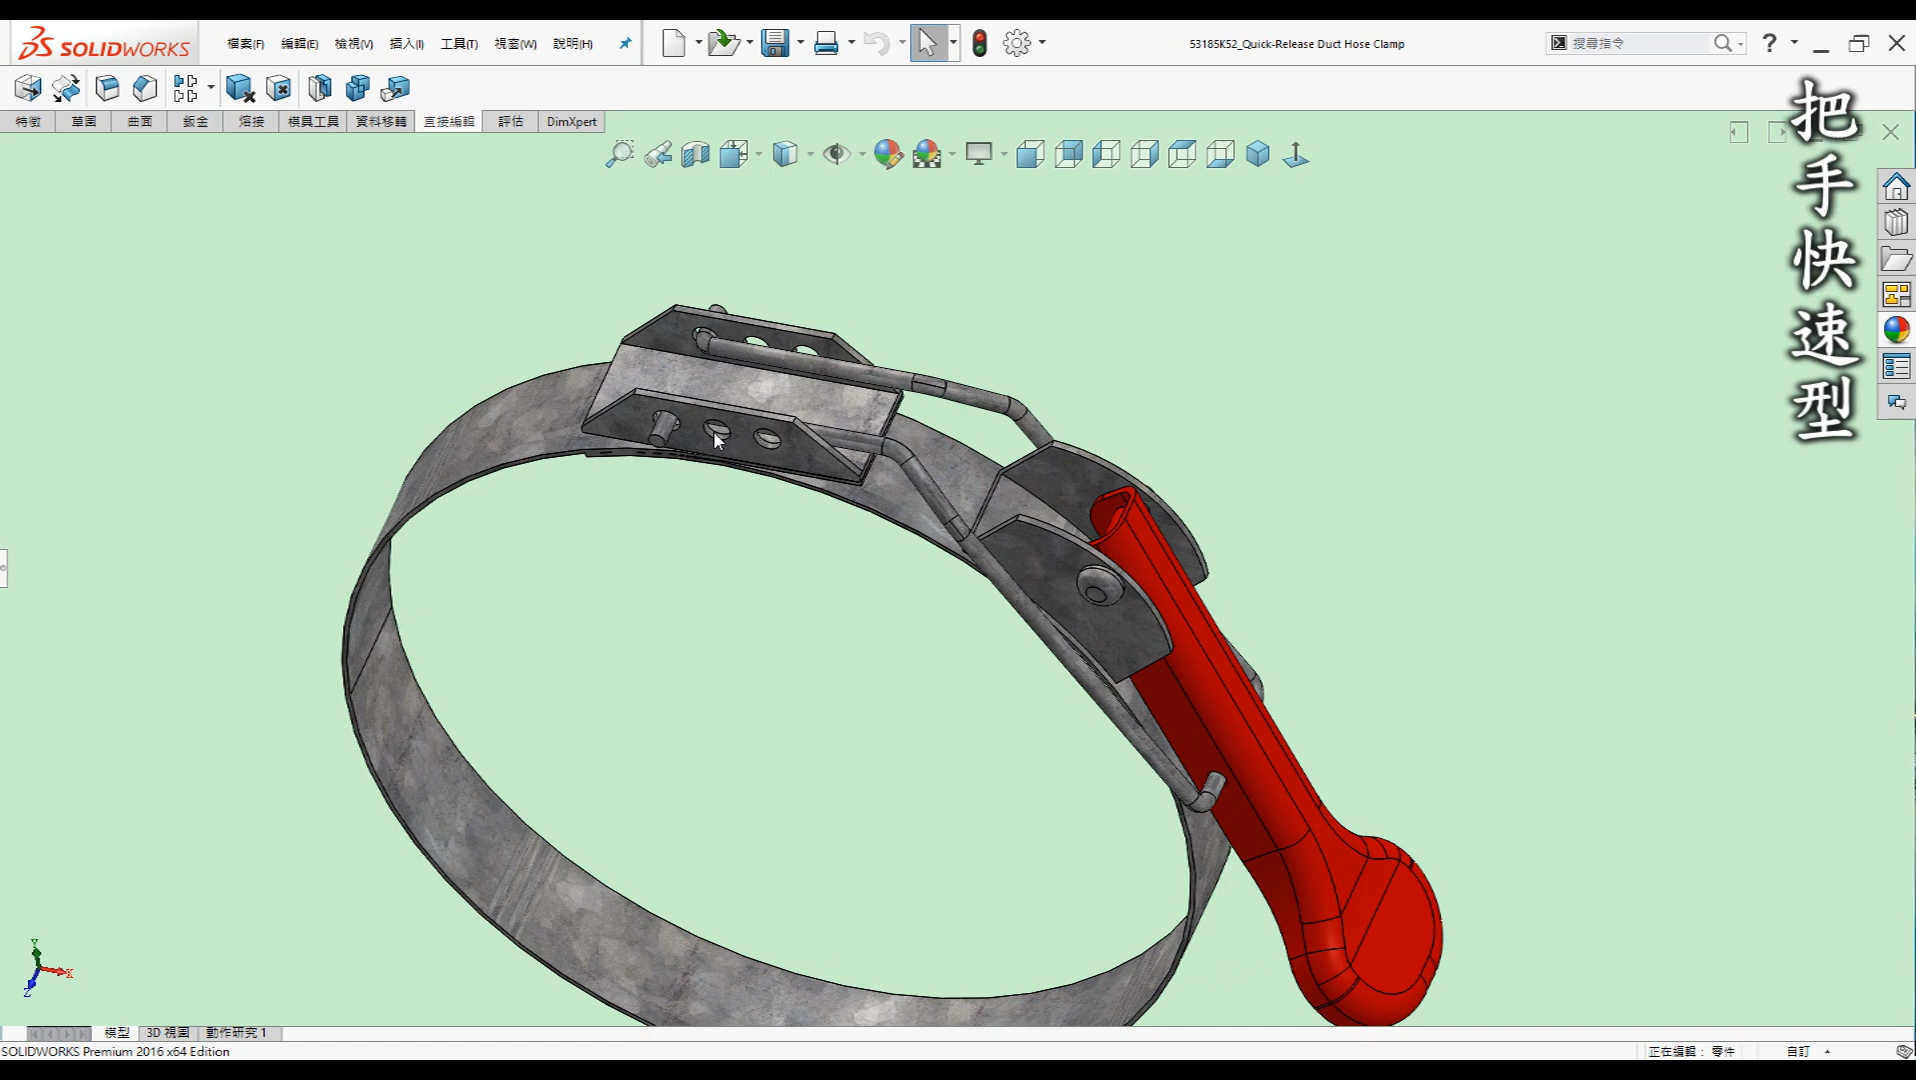 SOLIDWORKS
檔案(F)
編輯(E)
檢視(V)
插入(I)
工具(T)
視窗(W)
說明(H)
53185K52_Quick-Release Duct Hose Clamp
搜尋指令
?
特徵
草圖
曲面
鈑金
熔接
模具工具
資料移轉
直接編輯
評估
DimXpert
把手快速型
Y
X
Z
模型
3D 視圖
動作研究 1
SOLIDWORKS Premium 2016 x64 Edition
正在編輯： 零件
自訂